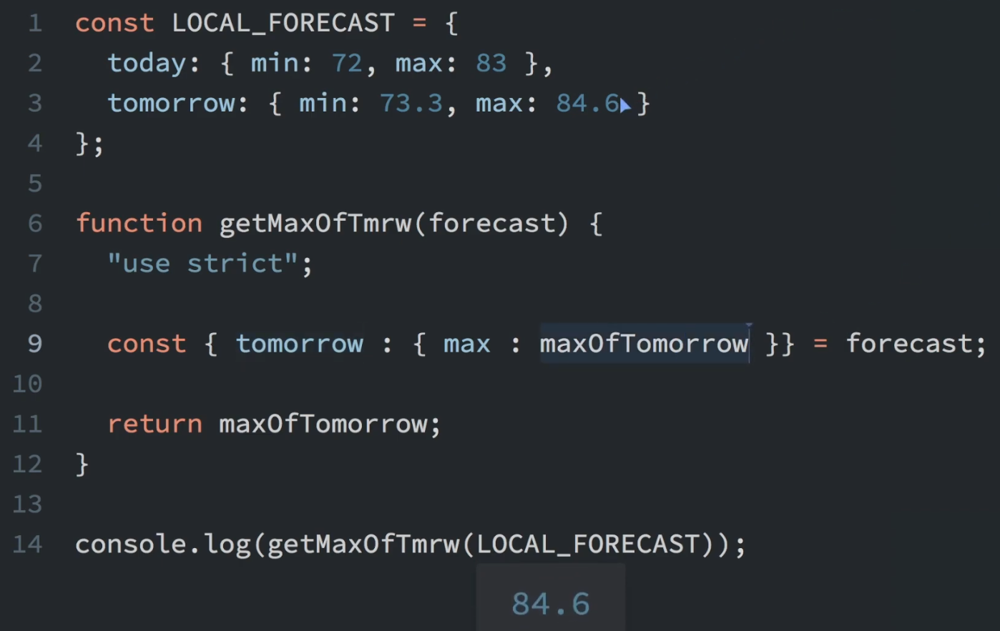 1 const LOCAL_FORECAST = {
2   today: { min: 72, max: 83 },
3   tomorrow: { min: 73.3, max: 84.6 }
4 };
5
6 function getMaxOfTmrw(forecast) {
7   "use strict";
8
9   const { tomorrow : { max : maxOfTomorrow }} = forecast;
10
11   return maxOfTomorrow;
12 }
13
14 console.log(getMaxOfTmrw(LOCAL_FORECAST));
84.6